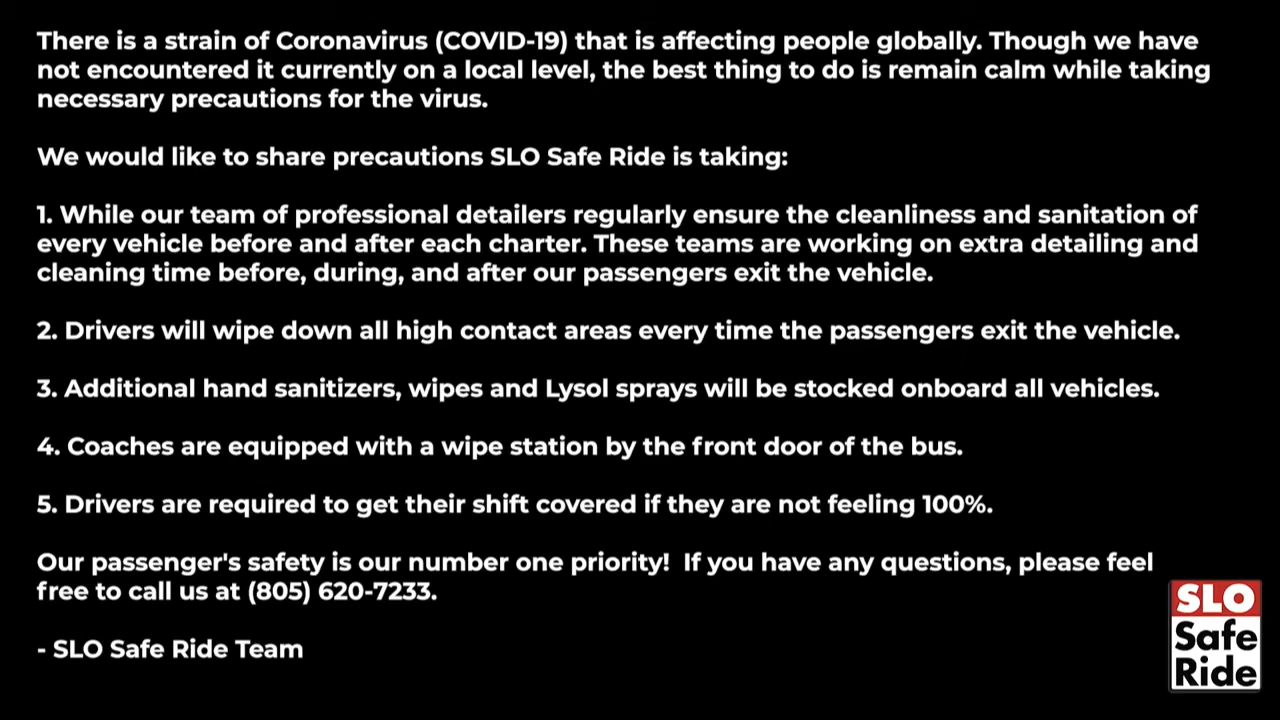 There is a strain of Coronavirus (COVID-19) that is affecting people globally. Though we have
not encountered it currently on a local level, the best thing to do is remain calm while taking
necessary precautions for the virus.
We would like to share precautions SLO Safe Ride is taking:
1. While our team of professional detailers regularly ensure the cleanliness and sanitation of
every vehicle before and after each charter. These teams are working on extra detailing and
cleaning time before, during, and after our passengers exit the vehicle.
2. Drivers will wipe down all high contact areas every time the passengers exit the vehicle.
3. Additional hand sanitizers, wipes and Lysol sprays will be stocked onboard all vehicles.
4. Coaches are equipped with a wipe station by the front door of the bus.
5. Drivers are required to get their shift covered if they are not feeling 100%.
Our passenger's safety is our number one priority!  If you have any questions, please feel
free to call us at (805) 620-7233.
- SLO Safe Ride Team
SLO
Safe
Ride